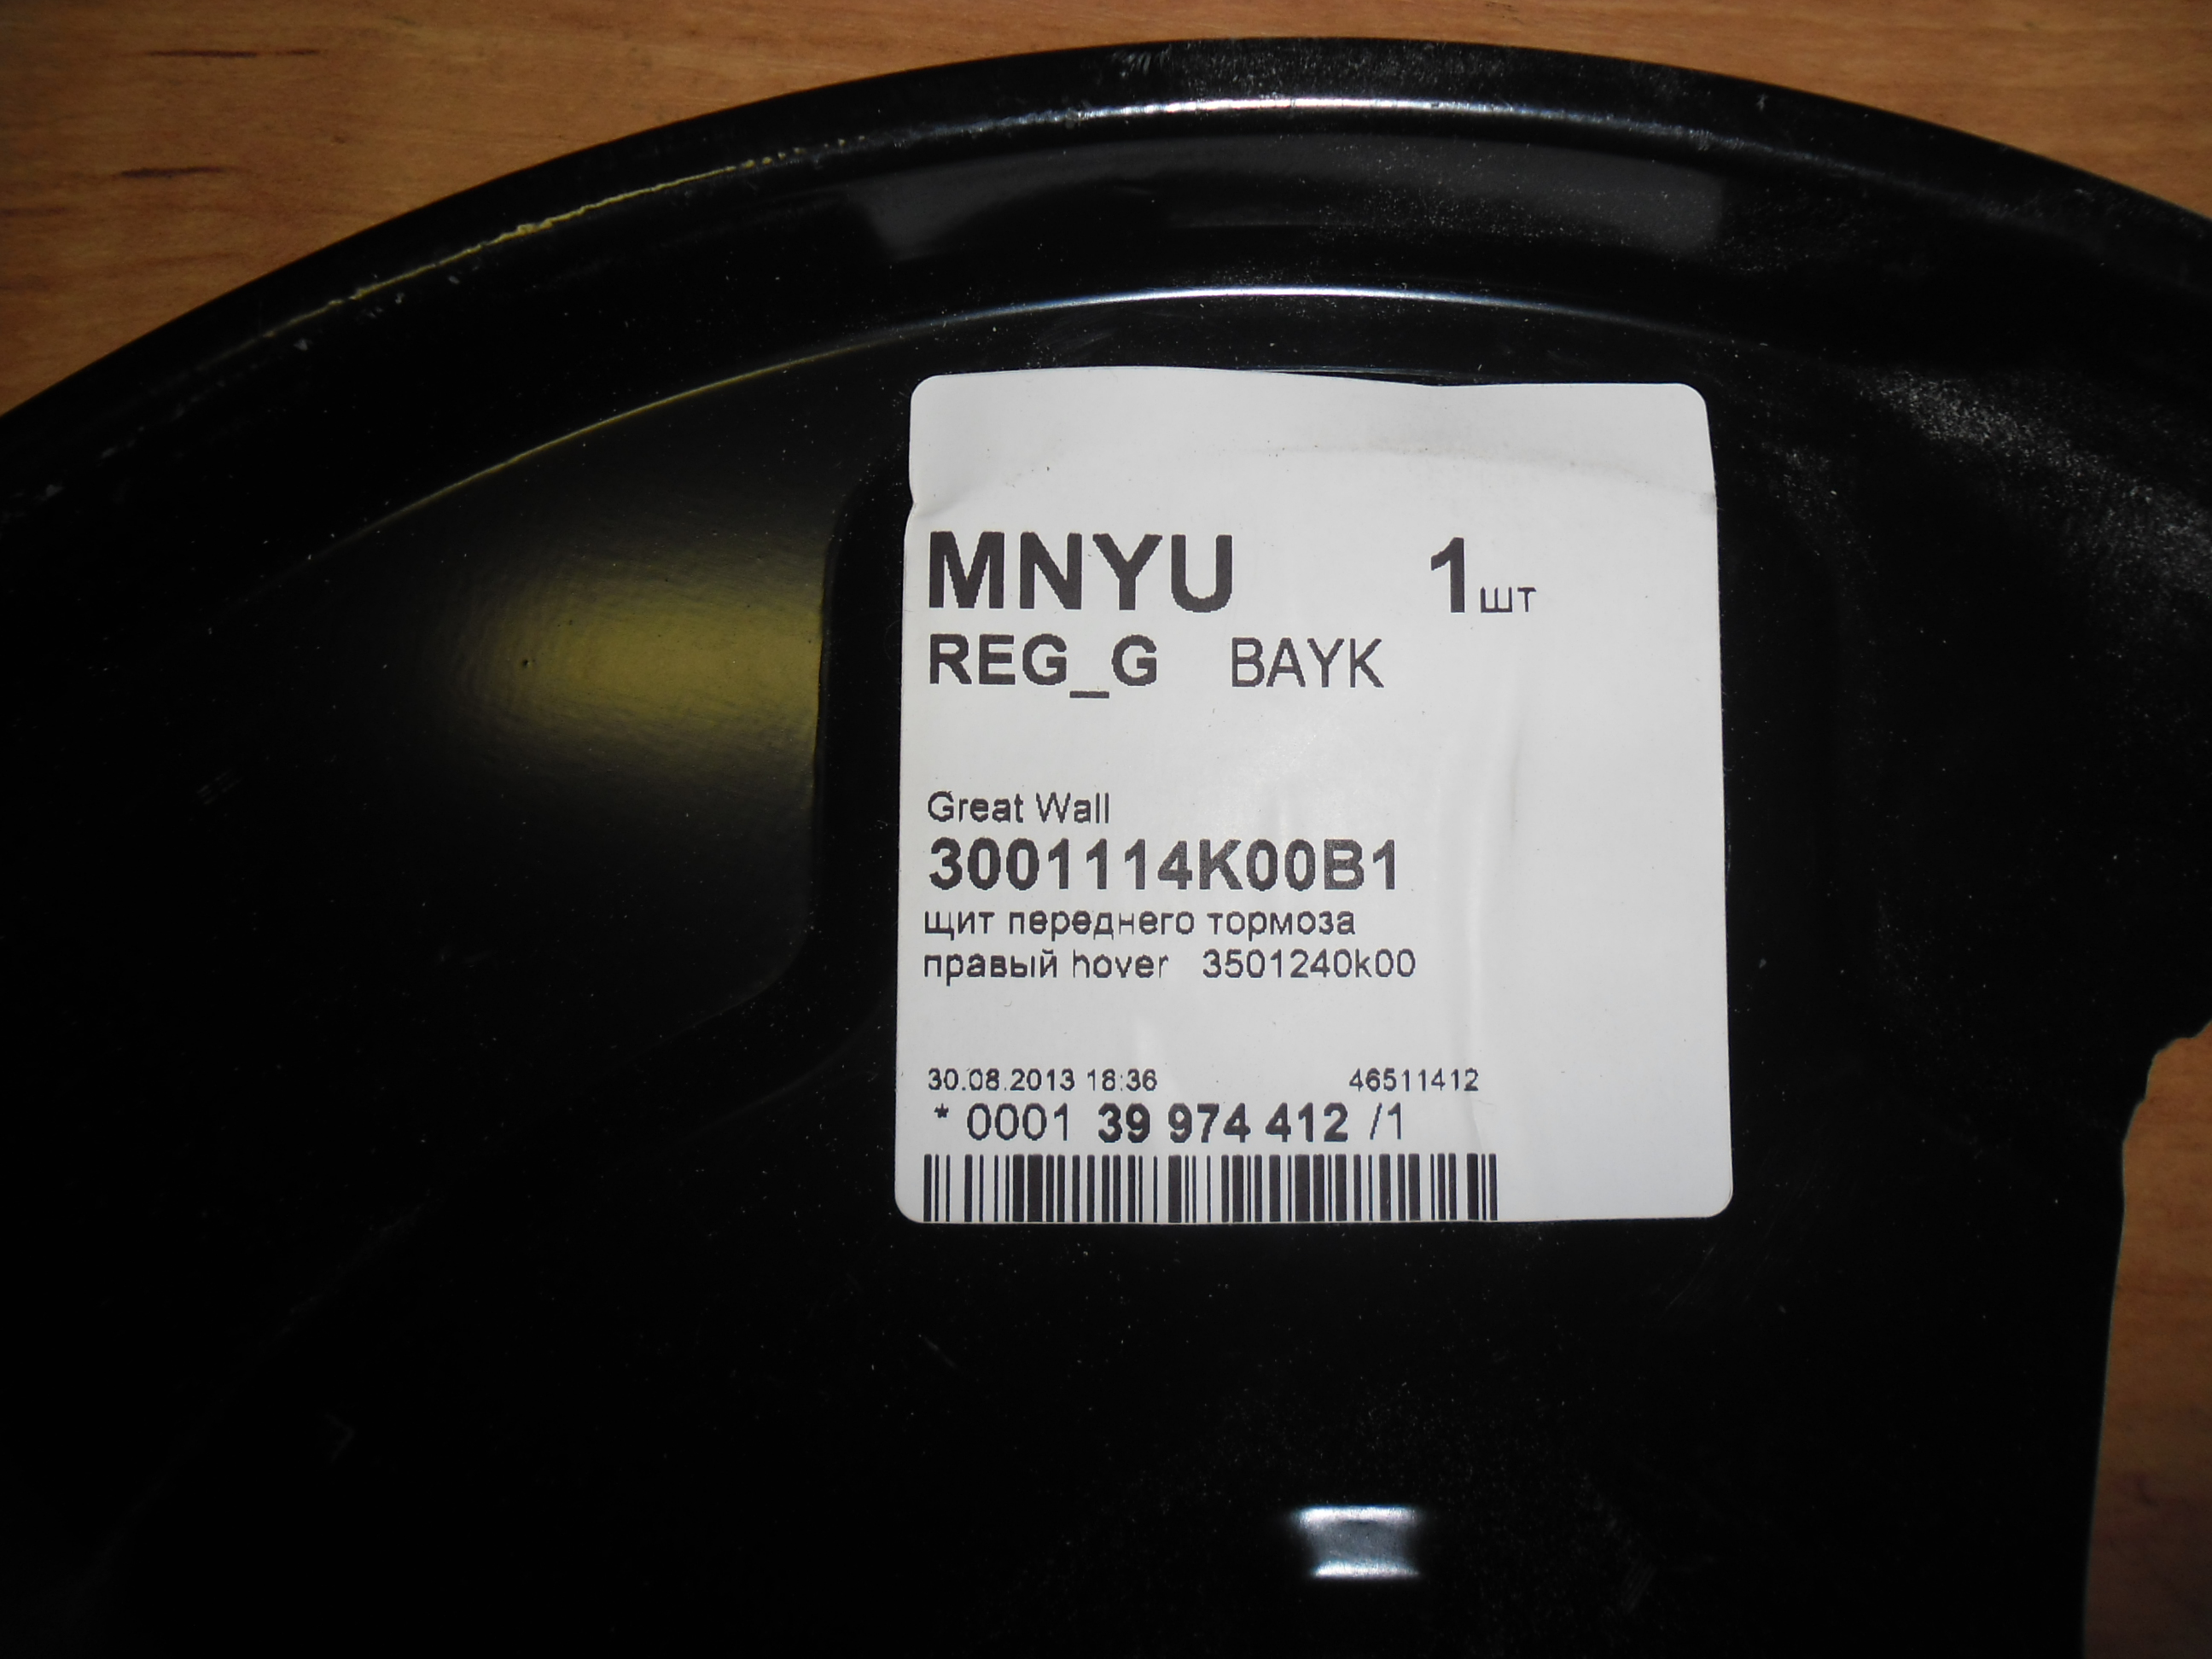 MNYU 1шт
REG_G BAYK
Great Wall
3001114K00B1
щит переднего тормоза
правый hover 3501240k00
30.08.2013 18:36 46511412
* 0001 39 974 412 /1